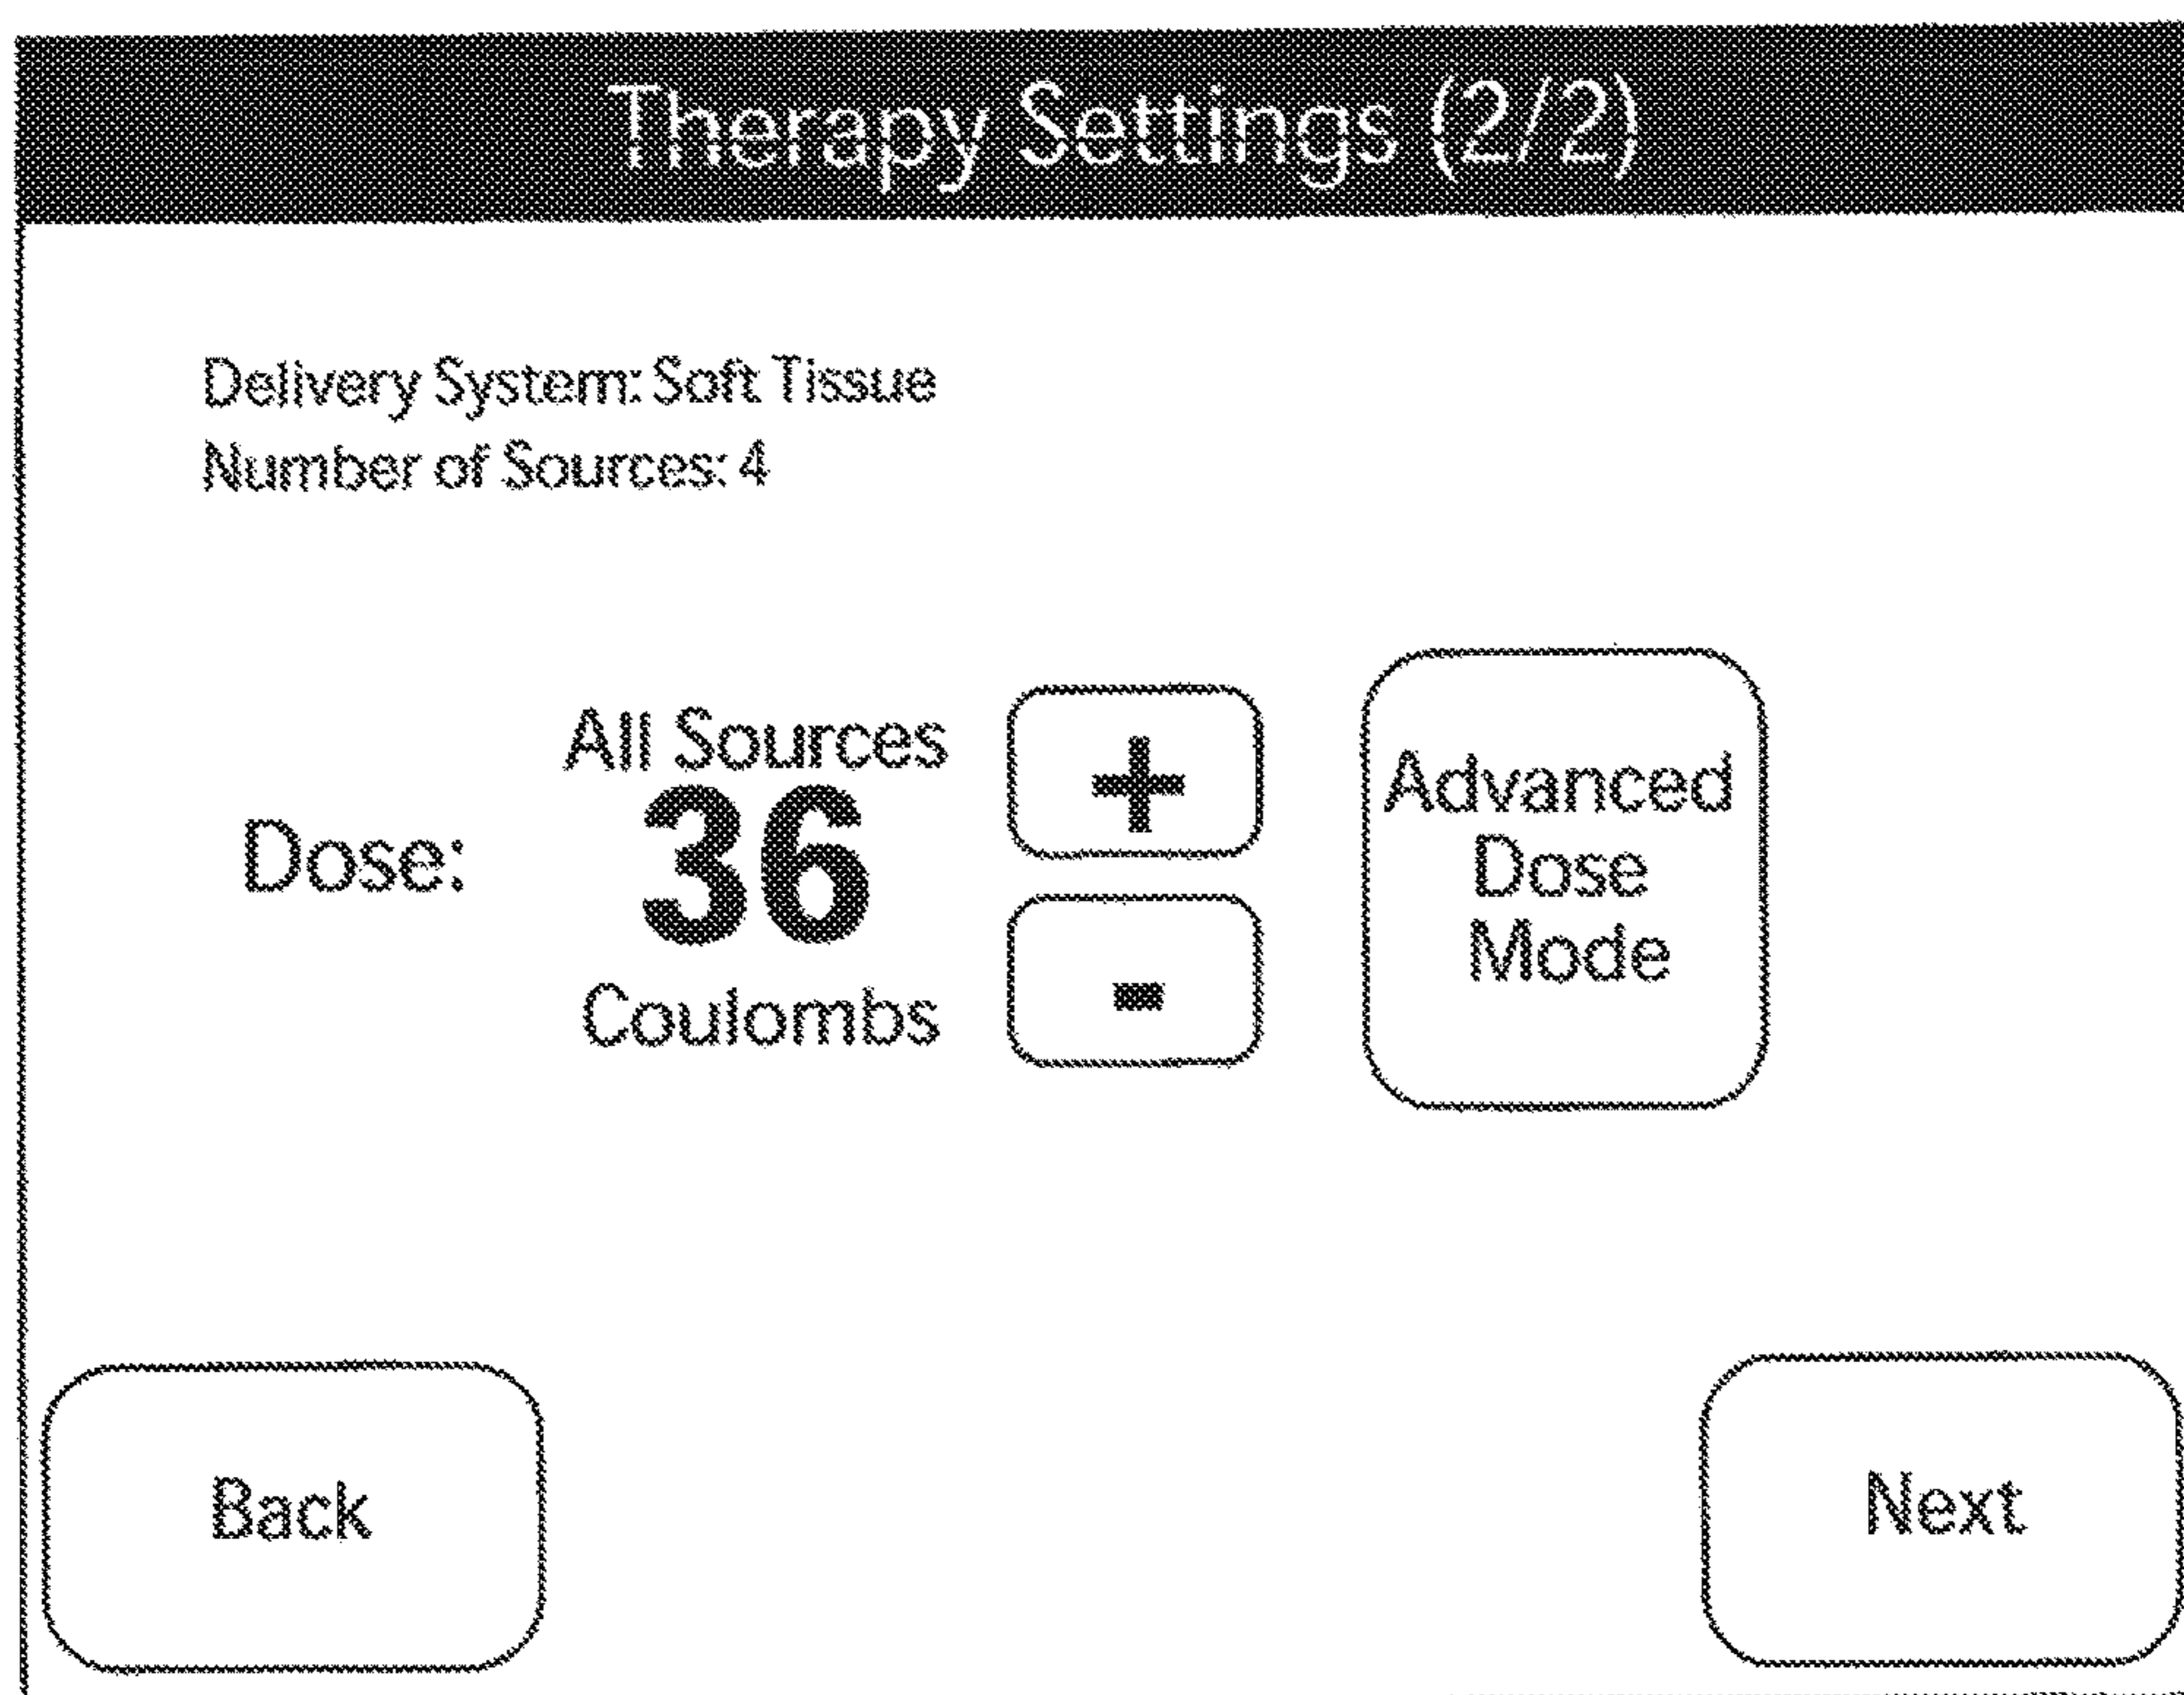 Therapy Settings (2/2)
Delivery System: Soft Tissue
Number of Sources: 4
All Sources
Dose:
36
Coulombs
+
-
Advanced
Dose
Mode
Back
Next